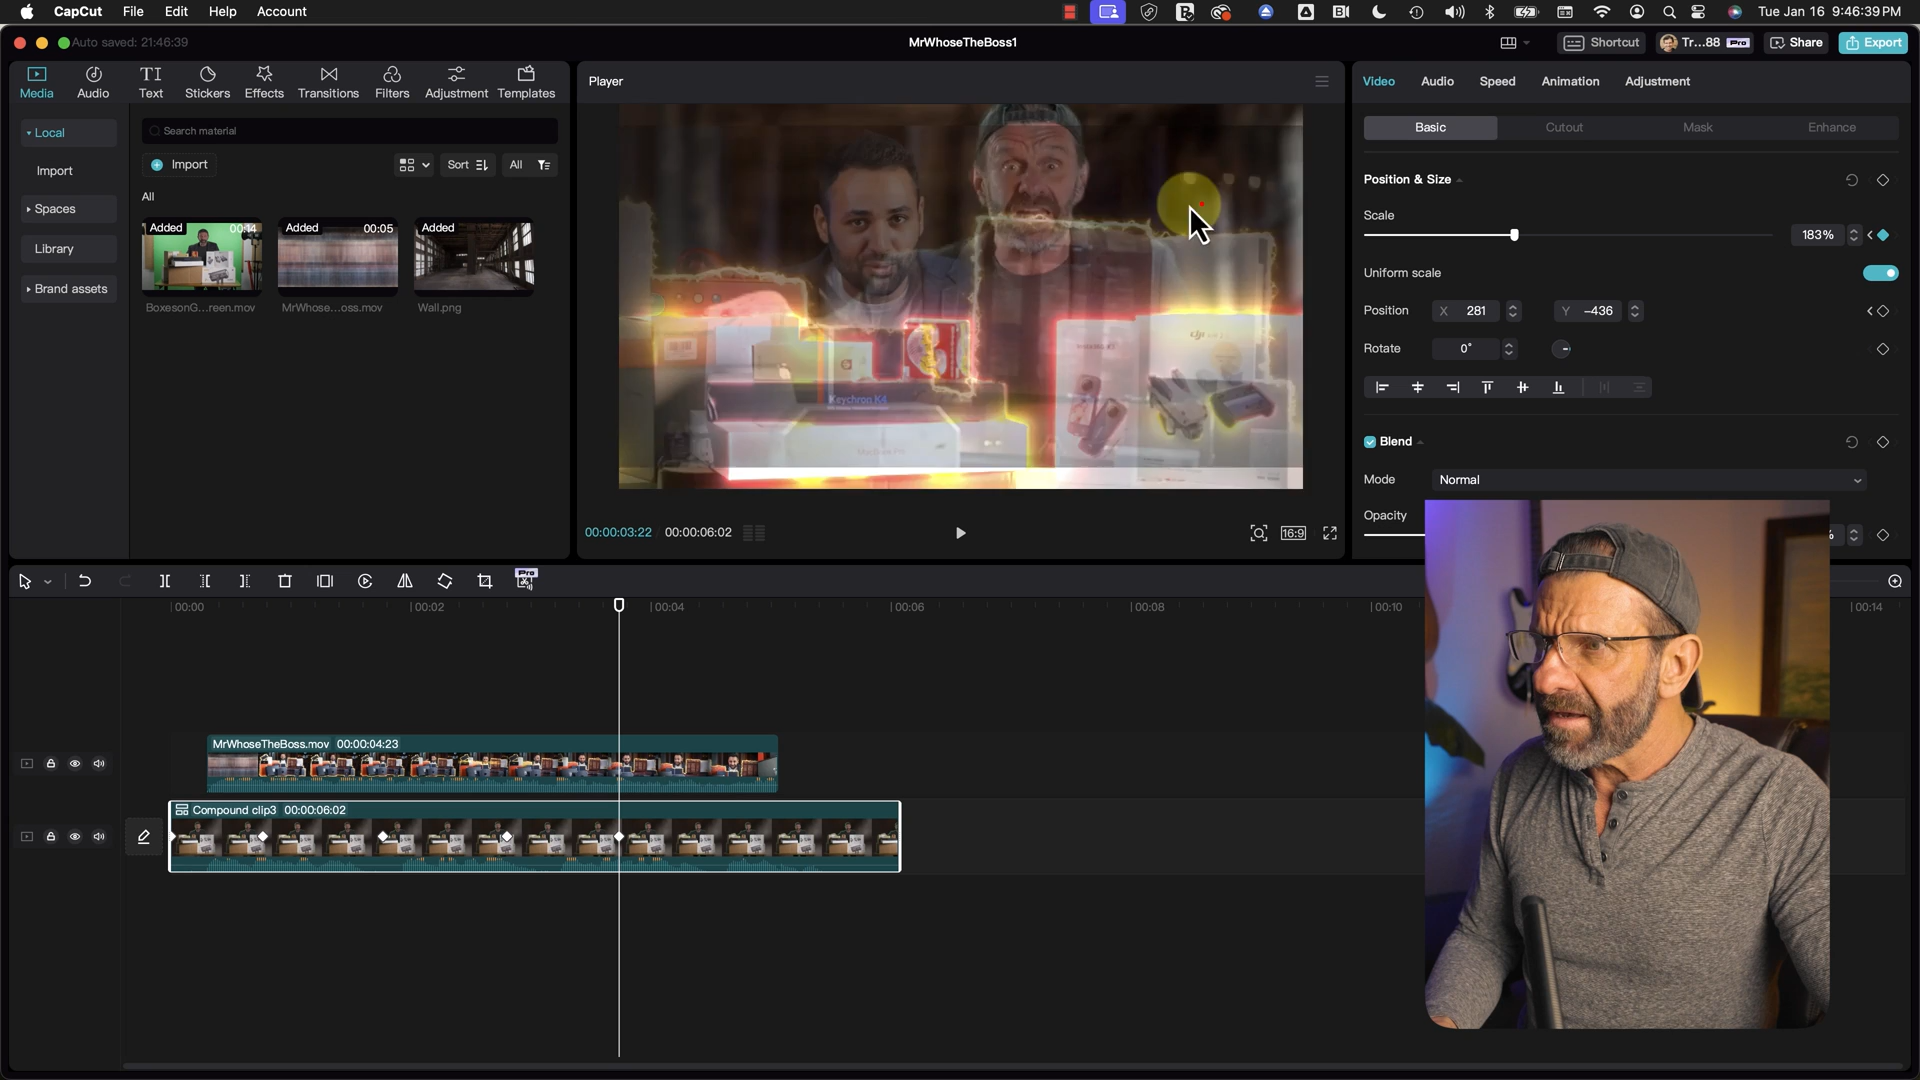 CapCut File Edit Help Account
Tue Jan 16 9:46:39 PM
Auto saved: 21:46:39
MrWhoseTheBoss1
Shortcut
Tr...88 Pro
Share
Export
Media Audio Text Stickers Effects Transitions Filters Adjustment Templates
Local
Import
Spaces
Library
Brand assets
Search material
Import
Sort
All
All
Added 00:14
Added 00:05
Added
BoxesonG...reen.mov
MrWhose...oss.mov
Wall.png
Player
Keychron K4
00:00:03:22 00:00:06:02
16:9
Video Audio Speed Animation Adjustment
Basic Cutout Mask Enhance
Position & Size
Scale
183%
Uniform scale
Position X 281 Y -436
Rotate 0°
Blend
Mode Normal
Opacity
%
Pro
00:00 00:02 00:04 00:06 00:08 00:10 00:14
MrWhoseTheBoss.mov 00:00:04:23
Compound clip3 00:00:06:02